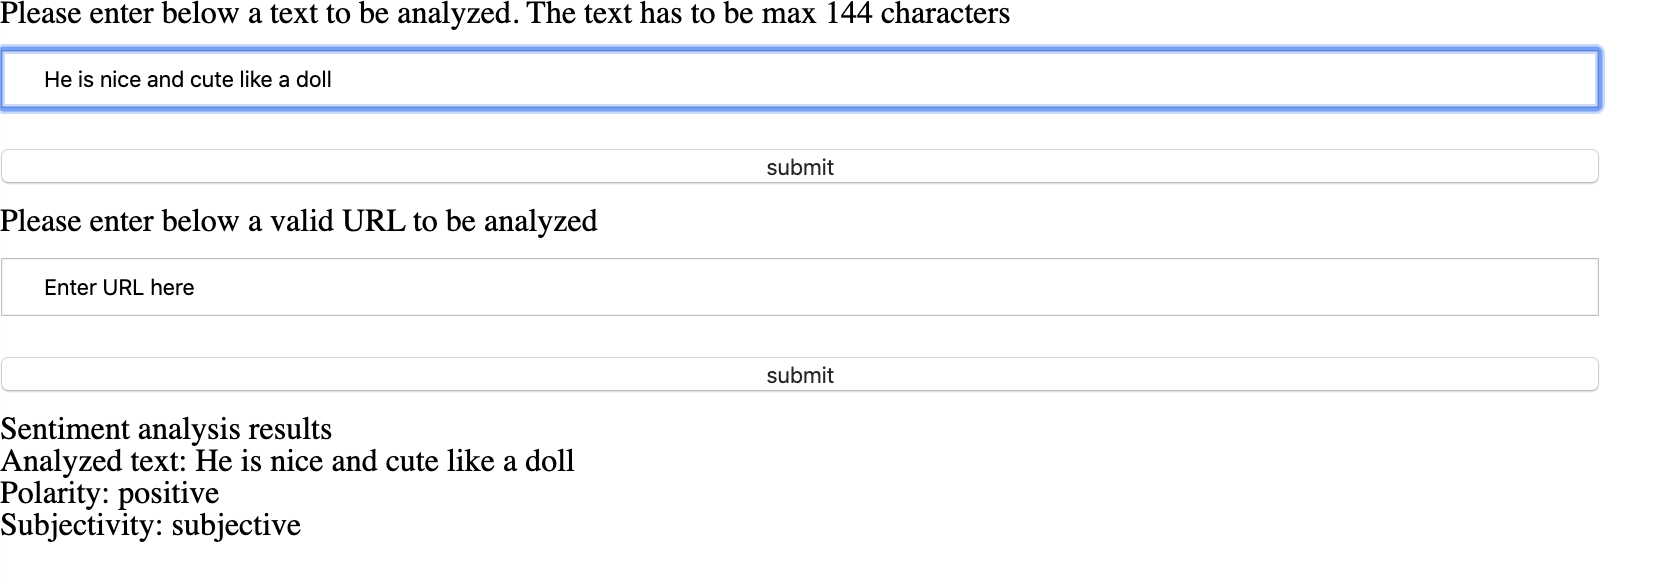 Please enter below a text to be analyzed. The text has to be max 144 characters
He is nice and cute like a doll
submit
Please enter below a valid URL to be analyzed
Enter URL here
submit
Sentiment analysis results
Analyzed text: He is nice and cute like a doll
Polarity: positive
Subjectivity: subjective